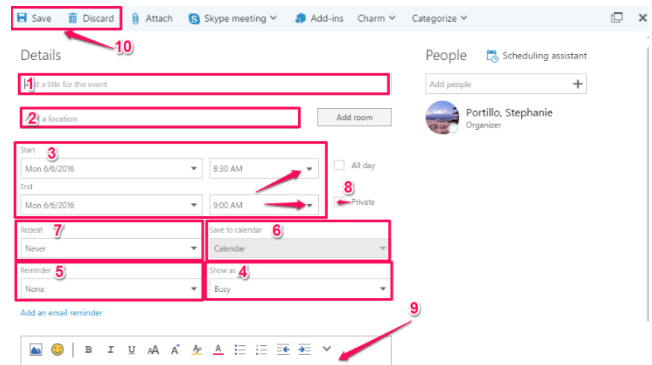 Save Discard Attach Skype meeting Add-ins Charm Categorize
10
Details
People Scheduling assistant
1 Add a title for the event
Add people
2 Add a location
Add room
Portillo, Stephanie
Organizer
Start
3
Mon 6/6/2016 8:30 AM All day
End
8
Mon 6/6/2016 9:00 AM Private
Repeat 7 Save to calendar 6
Never Calendar
Reminder 5 Show as 4
None Busy
Add an email reminder
9
B I U AA A A